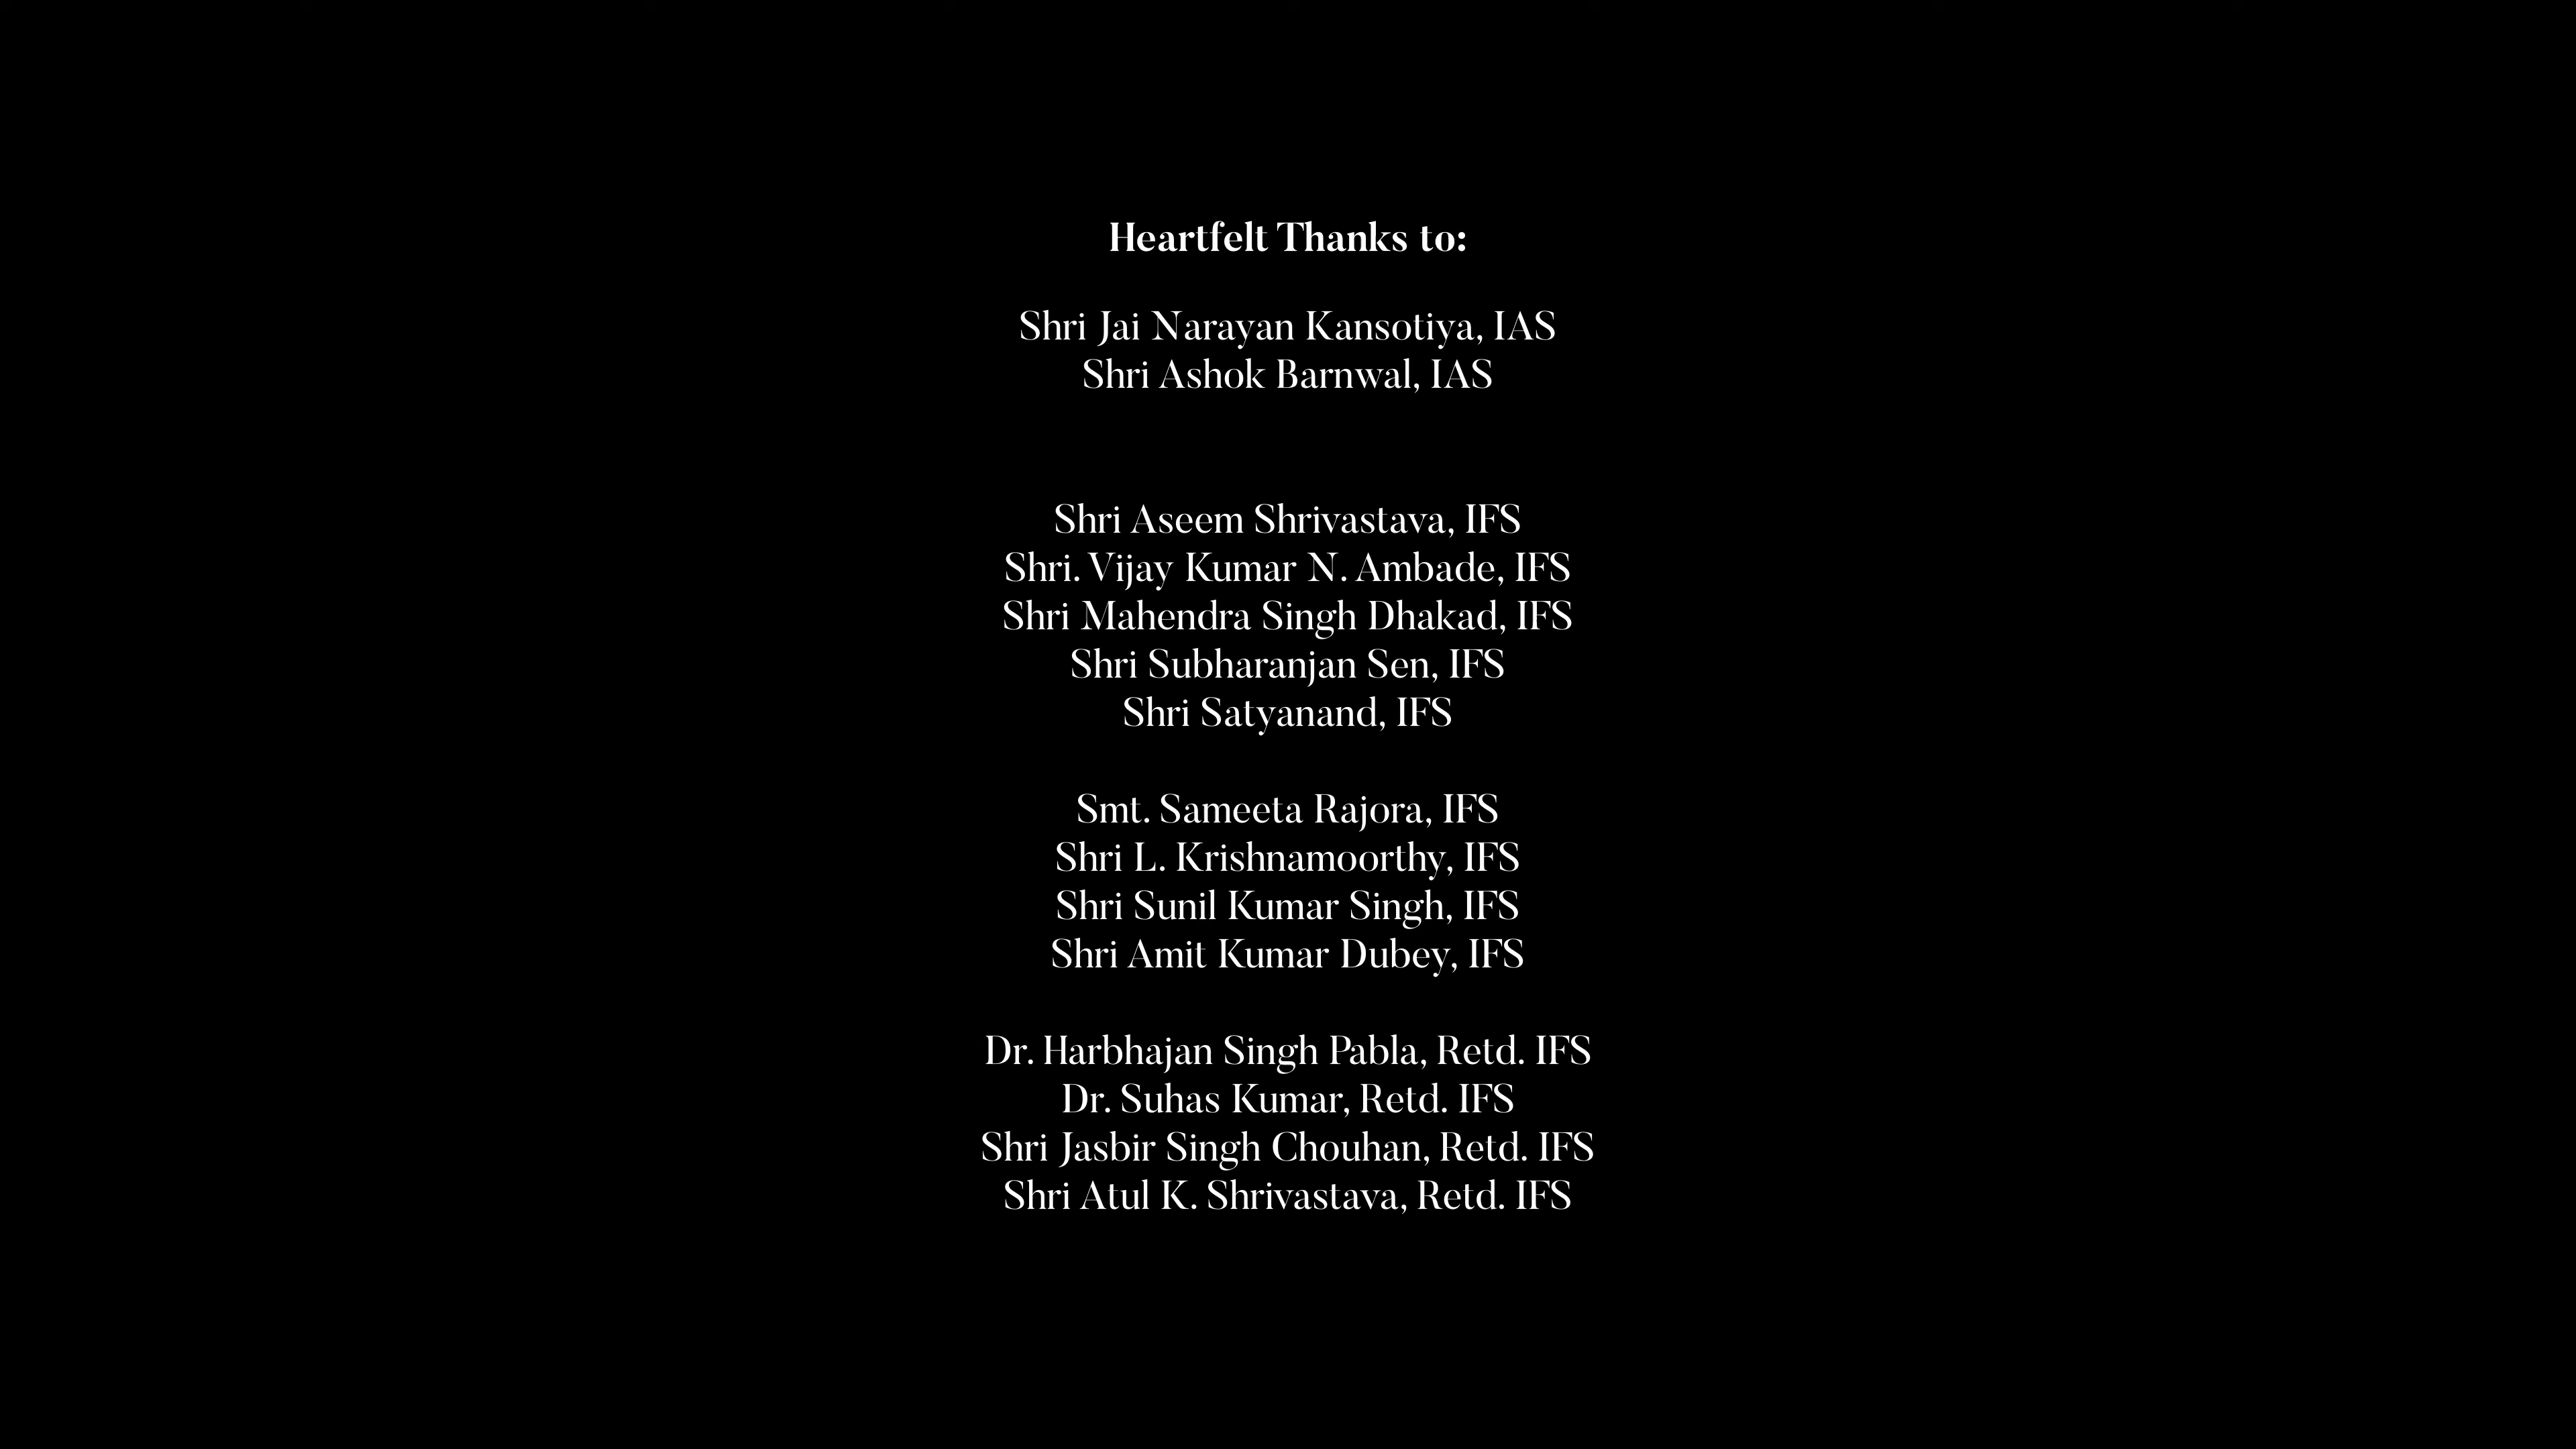 Heartfelt Thanks to:
Shri Jai Narayan Kansotiya, IAS
Shri Ashok Barnwal, IAS
Shri Aseem Shrivastava, IFS
Shri. Vijay Kumar N. Ambade, IFS
Shri Mahendra Singh Dhakad, IFS
Shri Subharanjan Sen, IFS
Shri Satyanand, IFS
Smt. Sameeta Rajora, IFS
Shri L. Krishnamoorthy, IFS
Shri Sunil Kumar Singh, IFS
Shri Amit Kumar Dubey, IFS
Dr. Harbhajan Singh Pabla, Retd. IFS
Dr. Suhas Kumar, Retd. IFS
Shri Jasbir Singh Chouhan, Retd. IFS
Shri Atul K. Shrivastava, Retd. IFS